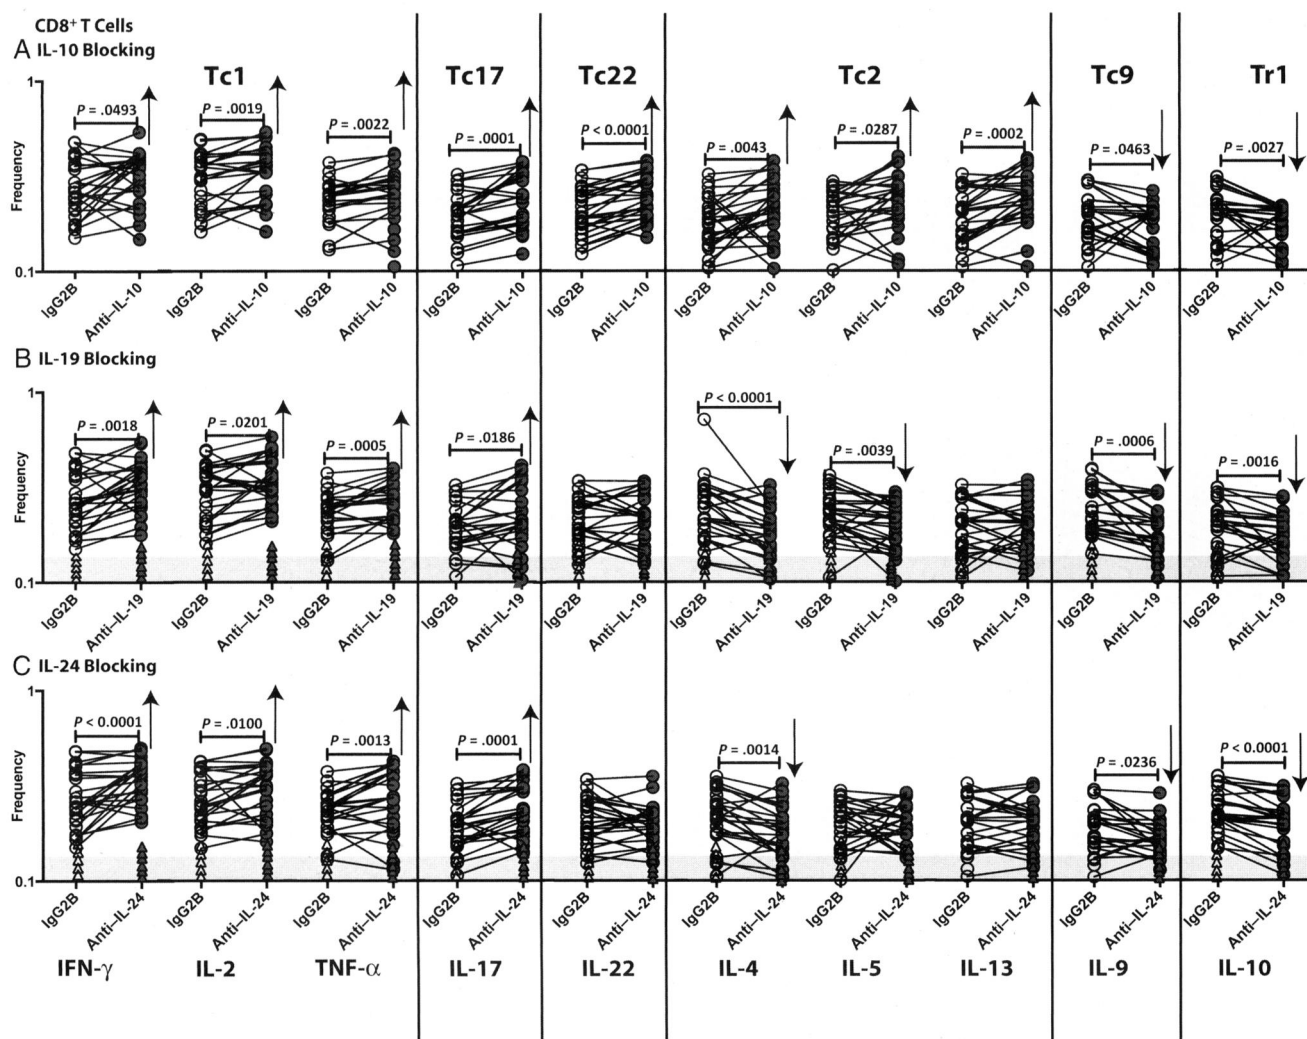 CD8⁺ T Cells
A IL-10 Blocking
Tc1 Tc17 Tc22 Tc2 Tc9 Tr1
P = .0493 P = .0019 P = .0022 P = .0001 P < 0.0001 P = .0043 P = .0287 P = .0002 P = .0463 P = .0027
1
Frequency
0.1
IgG2B Anti–IL-10 IgG2B Anti–IL-10 IgG2B Anti–IL-10 IgG2B Anti–IL-10 IgG2B Anti–IL-10 IgG2B Anti–IL-10 IgG2B Anti–IL-10 IgG2B Anti–IL-10 IgG2B Anti–IL-10 IgG2B Anti–IL-10
B IL-19 Blocking
P = .0018 P = .0201 P = .0005 P = .0186 P < 0.0001 P = .0039 P = .0006 P = .0016
1
Frequency
0.1
IgG2B Anti–IL-19 IgG2B Anti–IL-19 IgG2B Anti–IL-19 IgG2B Anti–IL-19 IgG2B Anti–IL-19 IgG2B Anti–IL-19 IgG2B Anti–IL-19 IgG2B Anti–IL-19 IgG2B Anti–IL-19 IgG2B Anti–IL-19
C IL-24 Blocking
P < 0.0001 P = .0100 P = .0013 P = .0001 P = .0014 P = .0236 P < 0.0001
1
Frequency
0.1
IgG2B Anti–IL-24 IgG2B Anti–IL-24 IgG2B Anti–IL-24 IgG2B Anti–IL-24 IgG2B Anti–IL-24 IgG2B Anti–IL-24 IgG2B Anti–IL-24 IgG2B Anti–IL-24 IgG2B Anti–IL-24 IgG2B Anti–IL-24
IFN-γ IL-2 TNF-α IL-17 IL-22 IL-4 IL-5 IL-13 IL-9 IL-10